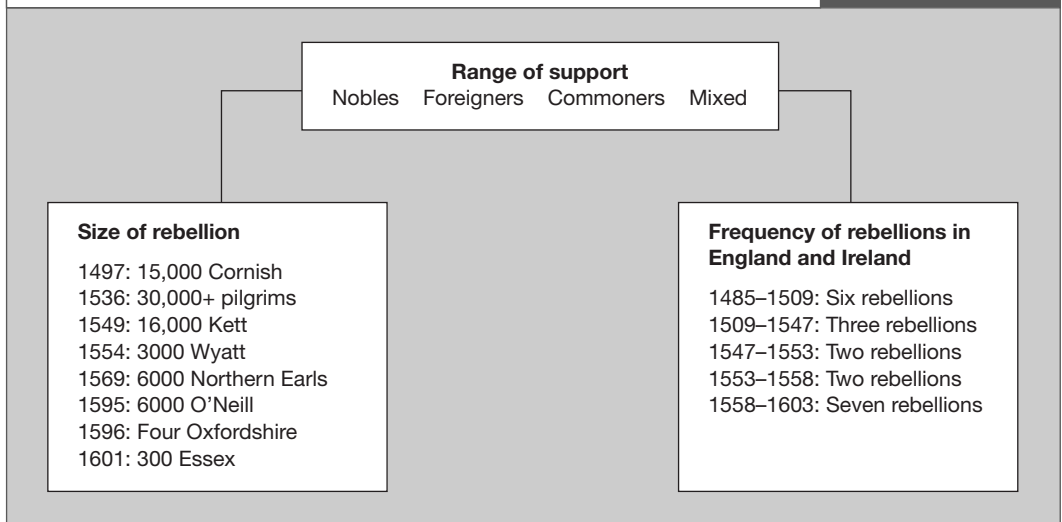 Range of support
Nobles Foreigners Commoners Mixed
Size of rebellion
1497: 15,000 Cornish
1536: 30,000+ pilgrims
1549: 16,000 Kett
1554: 3000 Wyatt
1569: 6000 Northern Earls
1595: 6000 O’Neill
1596: Four Oxfordshire
1601: 300 Essex
Frequency of rebellions in
England and Ireland
1485–1509: Six rebellions
1509–1547: Three rebellions
1547–1553: Two rebellions
1553–1558: Two rebellions
1558–1603: Seven rebellions